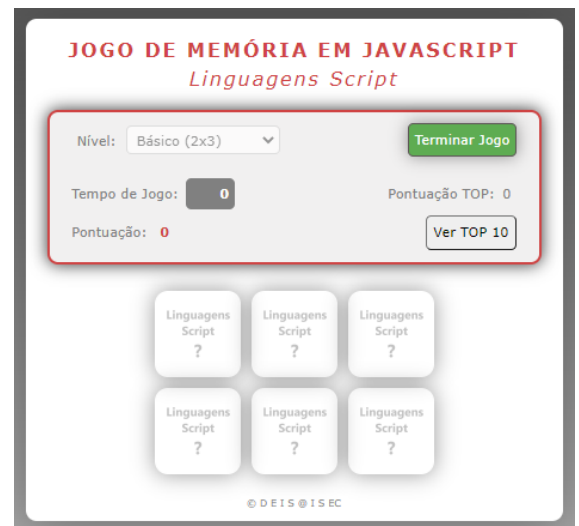 JOGO DE MEMÓRIA EM JAVASCRIPT
Linguagens Script
Nível: Básico (2x3) Terminar Jogo
Tempo de Jogo: 0 Pontuação TOP: 0
Pontuação: 0 Ver TOP 10
Linguagens Linguagens Linguagens
Script Script Script
? ? ?
Linguagens Linguagens Linguagens
Script Script Script
? ? ?
© DEIS@ISEC